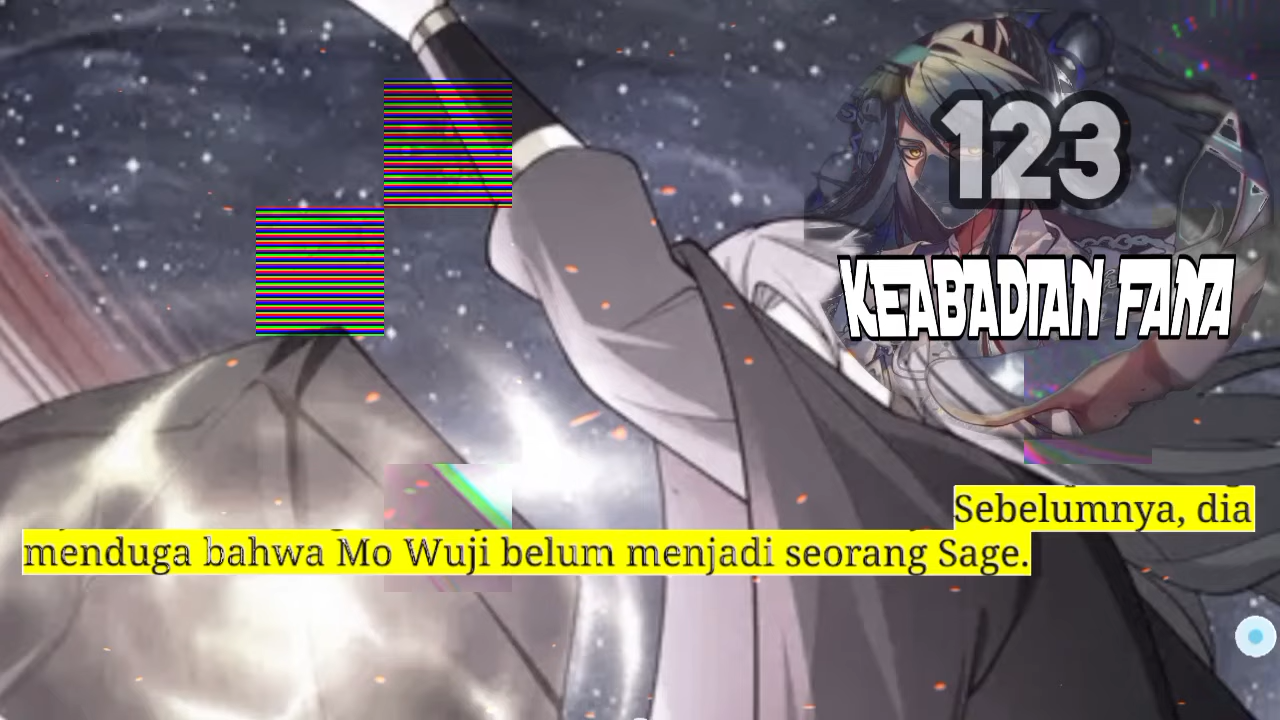 123
KEABADIAN FANA
Sebelumnya, dia
menduga bahwa Mo Wuji belum menjadi seorang Sage.